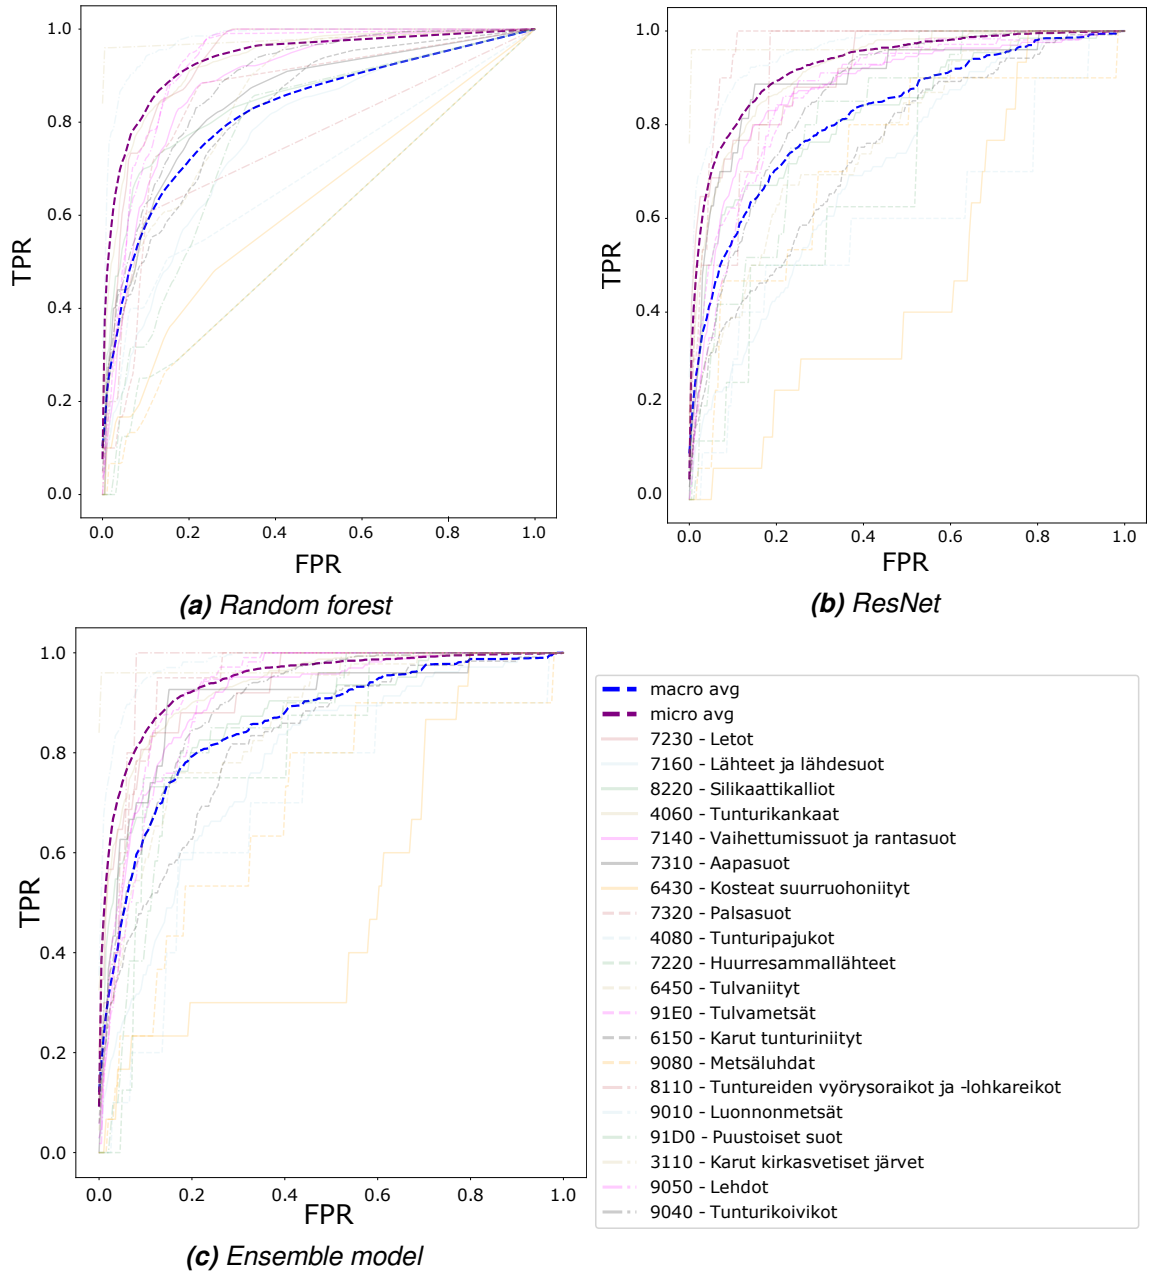 1.0
0.8
0.6
0.4
0.2
0.0
TPR
0.0 0.2 0.4 0.6 0.8 1.0
FPR
(a) Random forest
1.0
0.8
0.6
0.4
0.2
0.0
TPR
0.0 0.2 0.4 0.6 0.8 1.0
FPR
(b) ResNet
1.0
0.8
0.6
0.4
0.2
0.0
TPR
0.0 0.2 0.4 0.6 0.8 1.0
FPR
(c) Ensemble model
macro avg
micro avg
7230 - Letot
7160 - Lähteet ja lähdesuot
8220 - Silikaattikalliot
4060 - Tunturikankaat
7140 - Vaihettumissuot ja rantasuot
7310 - Aapasuot
6430 - Kosteat suurruohoniityt
7320 - Palsasuot
4080 - Tunturipajukot
7220 - Huurresammallähteet
6450 - Tulvaniityt
91E0 - Tulvametsät
6150 - Karut tunturiniityt
9080 - Metsäluhdat
8110 - Tuntureiden vyörysoraikot ja -lohkareikot
9010 - Luonnonmetsät
91D0 - Puustoiset suot
3110 - Karut kirkasvetiset järvet
9050 - Lehdot
9040 - Tunturikoivikot